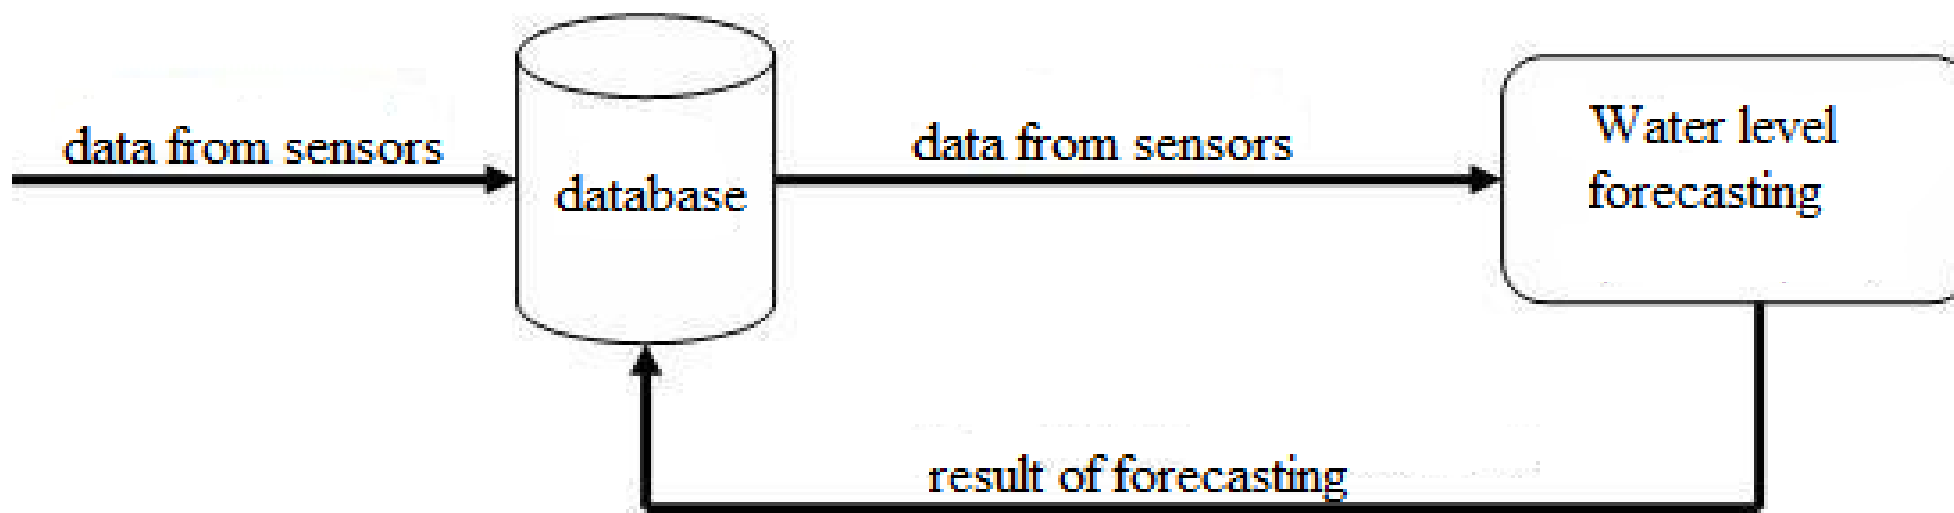 data from sensors
database
data from sensors
Water level
forecasting
result of forecasting